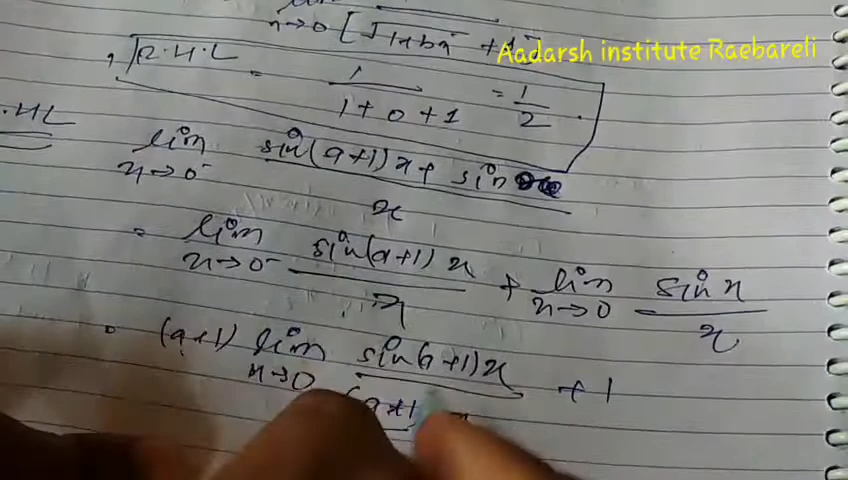 x→0 [√1+bx + 1]
Aadarsh institute Raebareli
R.H.L = 1 / 1+0+1 = 1/2 .
.HL
lim x→0⁻ sin(a+1)x + sin / x
= lim x→0⁻ sin(a+1)x / x + lim x→0 sin x / x
= (a+1) lim x→0 sin(a+1)x / (a+1) x + 1